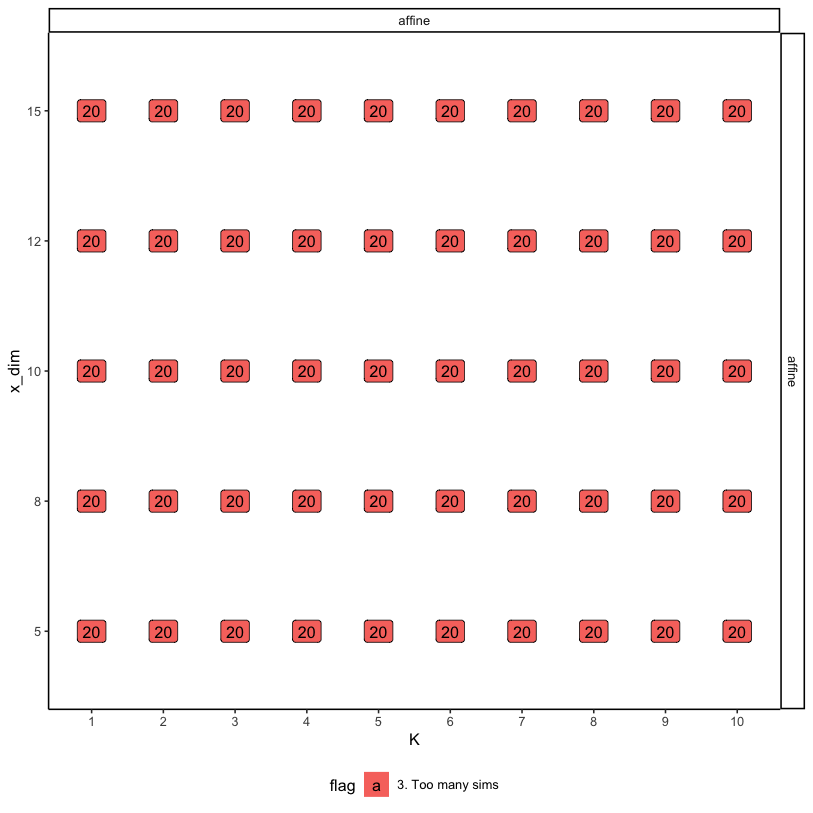 affine
15 20 20 20 20 20 20 20 20 20 20
12 20 20 20 20 20 20 20 20 20 20
x_dim
10 20 20 20 20 20 20 20 20 20 20
affine
8 20 20 20 20 20 20 20 20 20 20
5 20 20 20 20 20 20 20 20 20 20
1 2 3 4 5 6 7 8 9 10
K
flag a 3. Too many sims